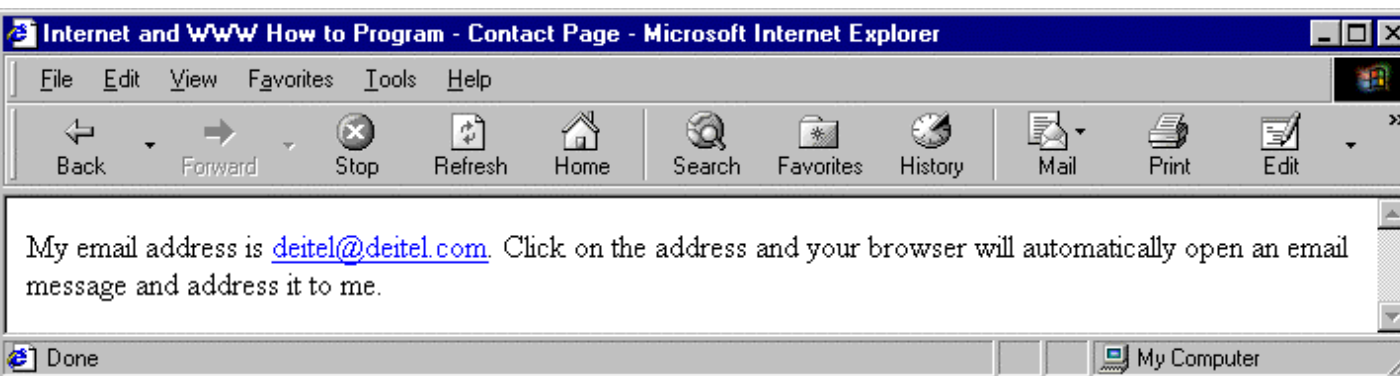 Internet and WWW How to Program - Contact Page - Microsoft Internet Explorer
File Edit View Favorites Tools Help
Back Forward Stop Refresh Home Search Favorites History Mail Print Edit »
My email address is deitel@deitel.com. Click on the address and your browser will automatically open an email
message and address it to me.
Done My Computer